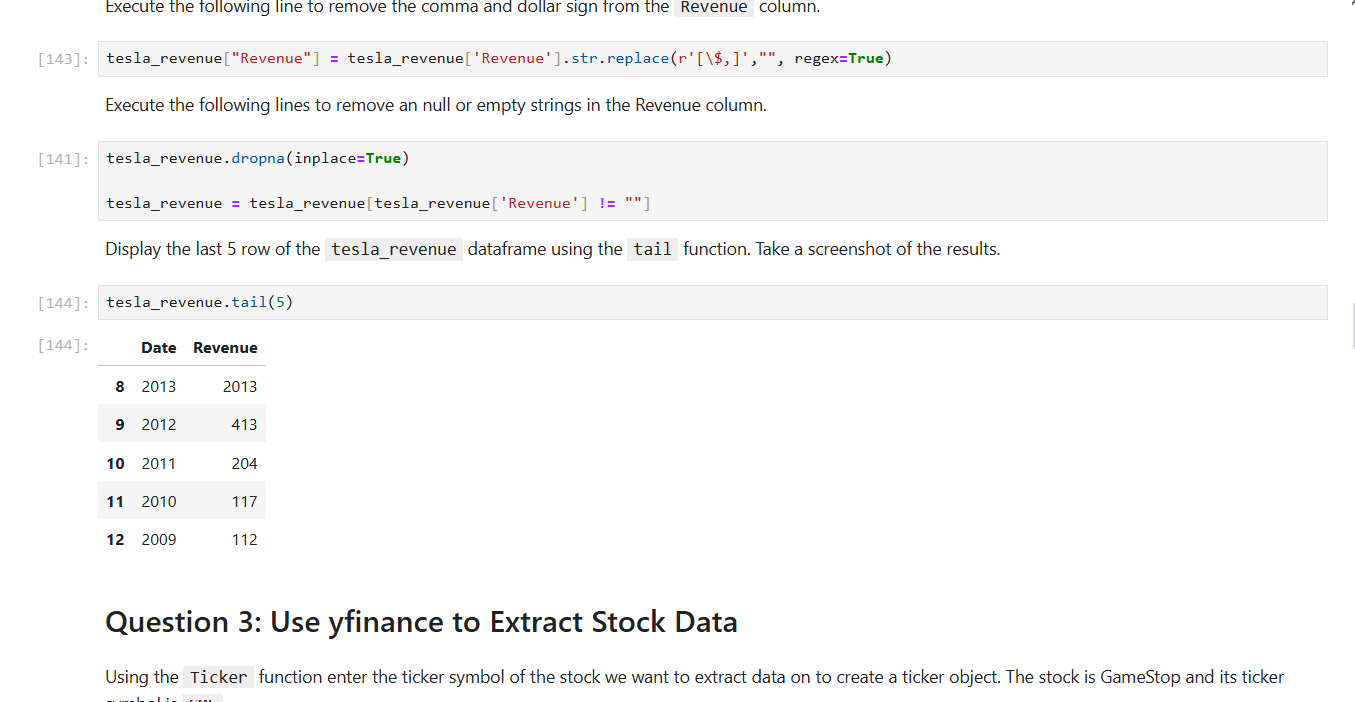 Execute the following line to remove the comma and dollar sign from the Revenue column.
[143]: tesla_revenue["Revenue"] = tesla_revenue['Revenue'].str.replace(r'[\$,]',"", regex=True)
Execute the following lines to remove an null or empty strings in the Revenue column.
[141]: tesla_revenue.dropna(inplace=True)
tesla_revenue = tesla_revenue[tesla_revenue['Revenue'] != ""]
Display the last 5 row of the tesla_revenue dataframe using the tail function. Take a screenshot of the results.
[144]: tesla_revenue.tail(5)
[144]: Date Revenue
8 2013 2013
9 2012 413
10 2011 204
11 2010 117
12 2009 112
Question 3: Use yfinance to Extract Stock Data
Using the Ticker function enter the ticker symbol of the stock we want to extract data on to create a ticker object. The stock is GameStop and its ticker
symbol is